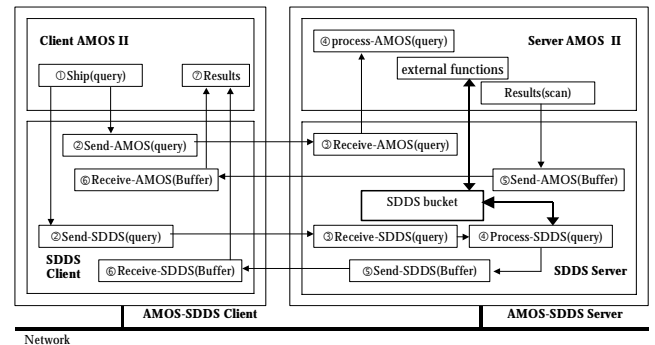 Client AMOS II
①Ship(query)
⑦Results
②Send-AMOS(query)
⑥Receive-AMOS(Buffer)
②Send-SDDS(query)
SDDS
Client
⑥Receive-SDDS(Buffer)
AMOS-SDDS Client
④process-AMOS(query)
Server AMOS II
external functions
Results(scan)
③Receive-AMOS(query)
⑤Send-AMOS(Buffer)
SDDS bucket
③Receive-SDDS(query)
④Process-SDDS(query)
⑤Send-SDDS(Buffer)
SDDS Server
AMOS-SDDS Server
Network